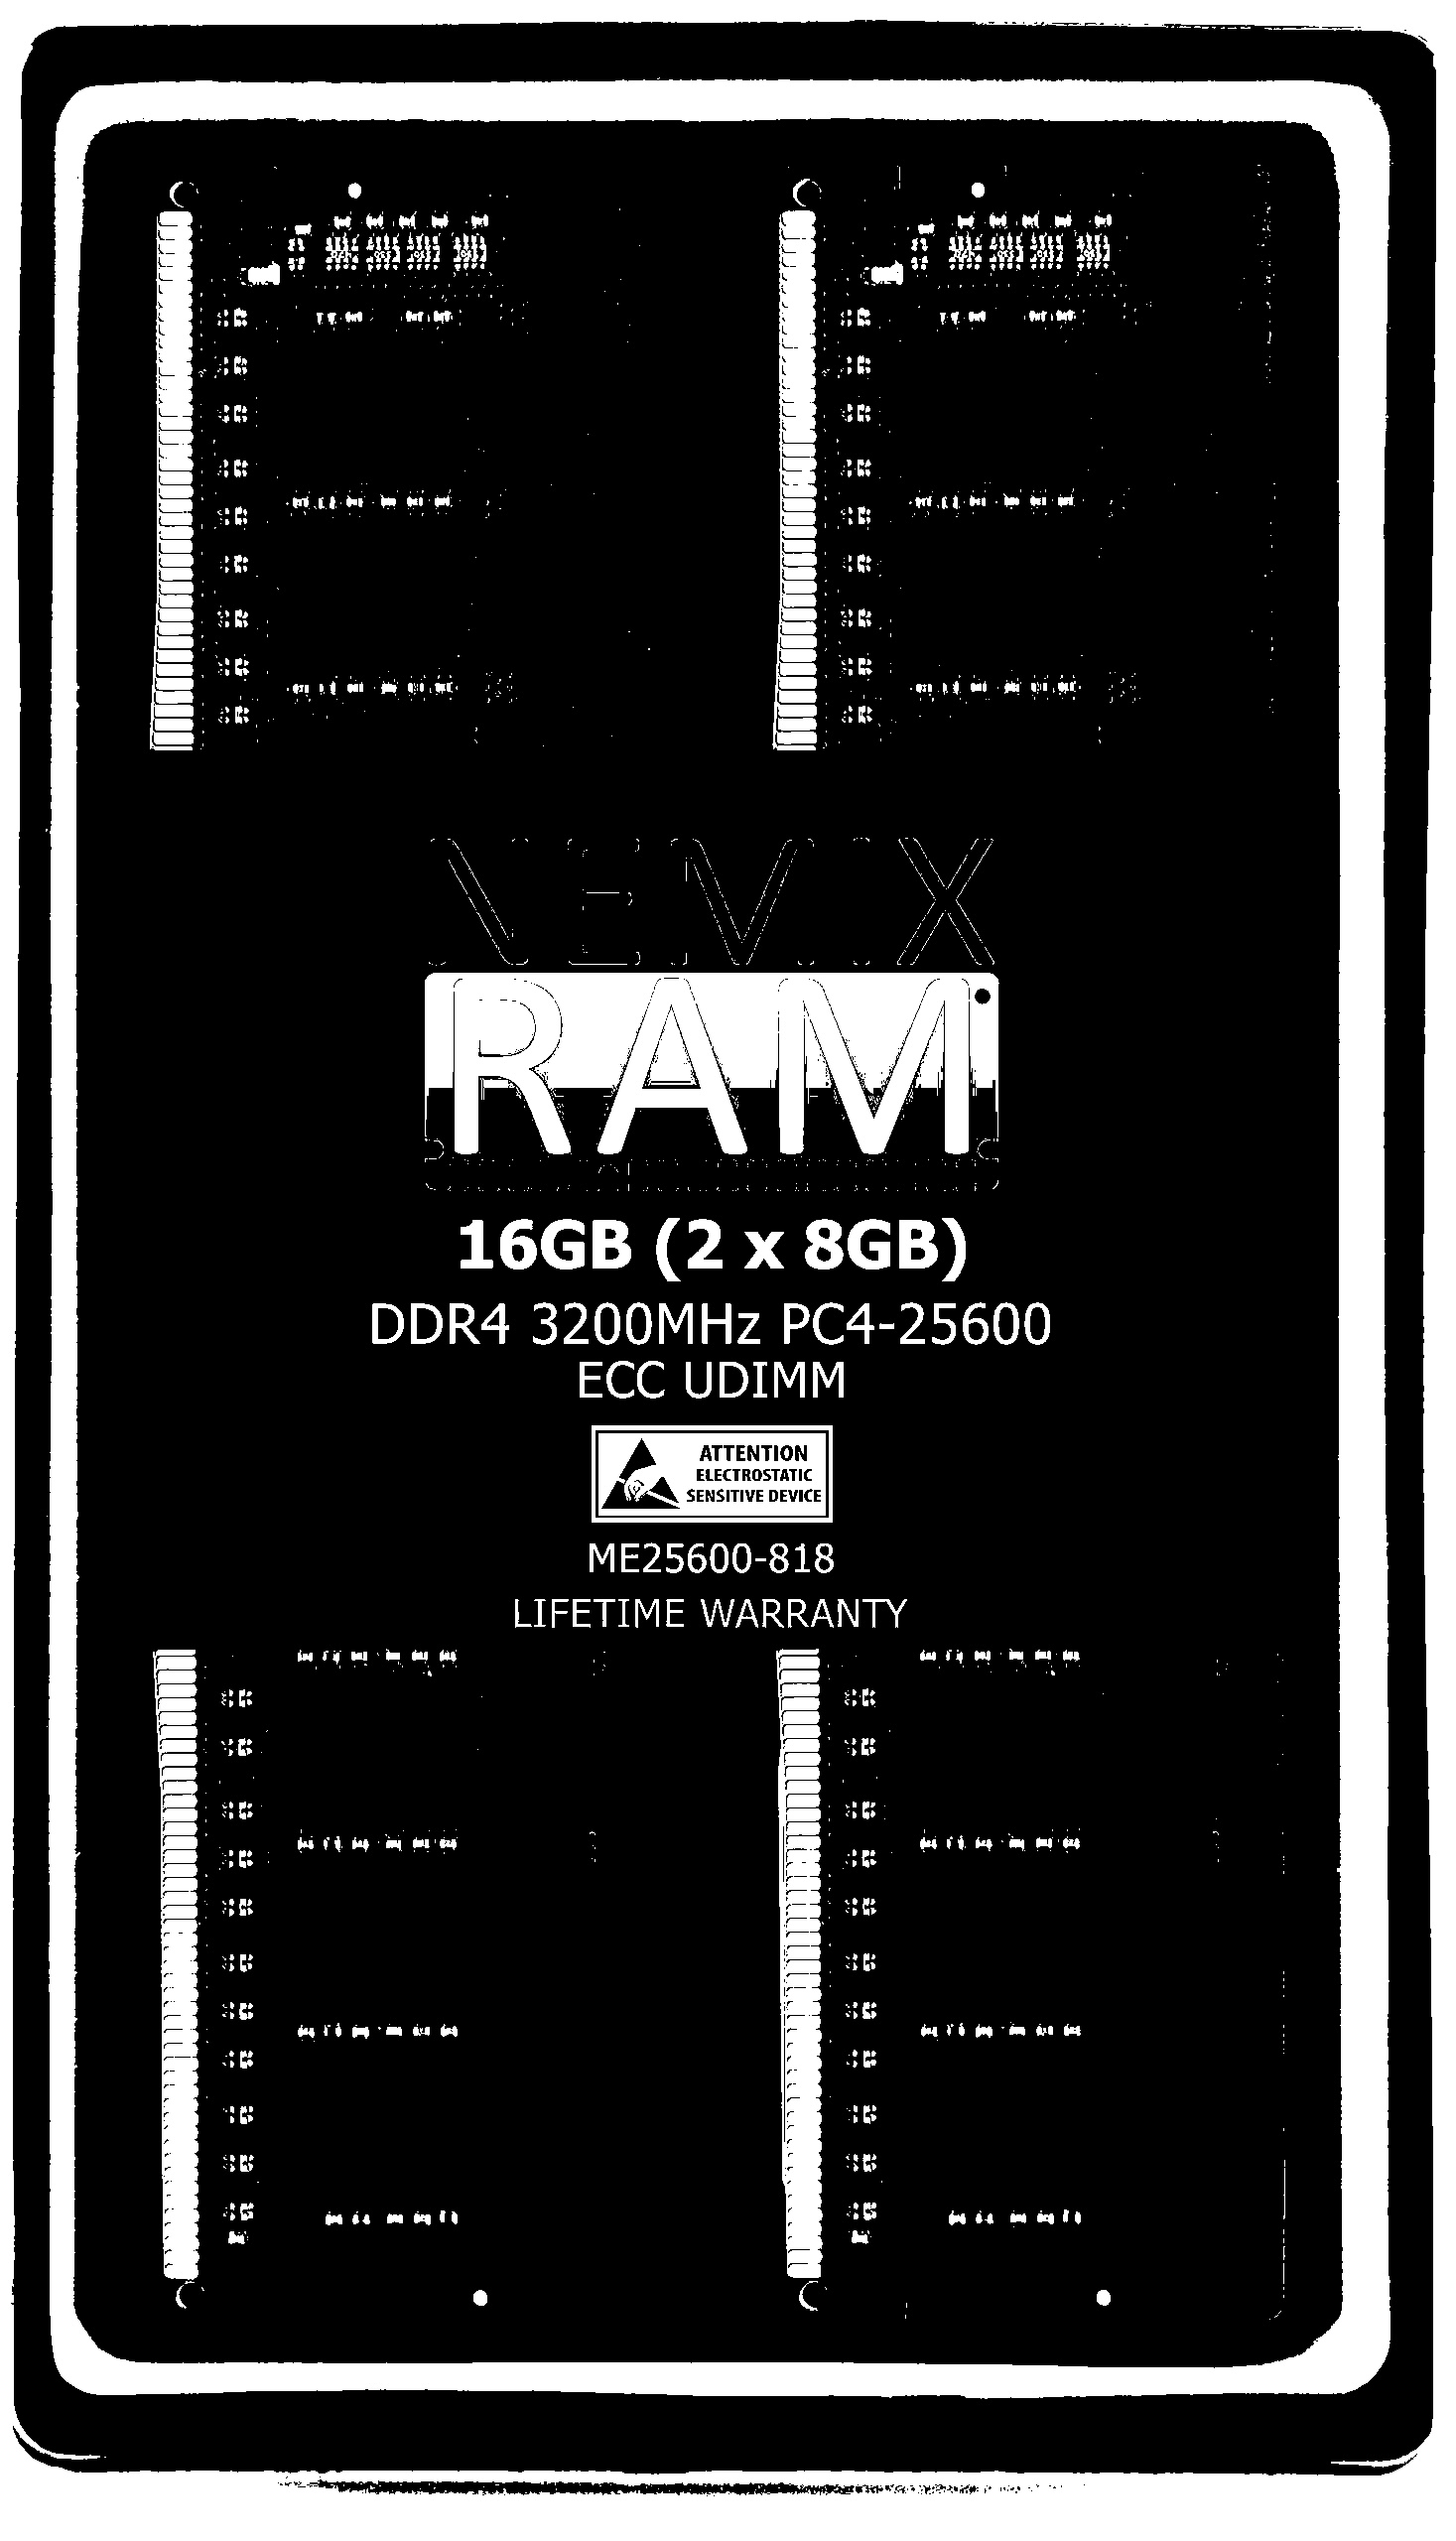 NEMIX
RAM
16GB (2 x 8GB)
DDR4 3200MHz PC4-25600
ECC UDIMM
ATTENTION
ELECTROSTATIC
SENSITIVE DEVICE
ME25600-818
LIFETIME WARRANTY